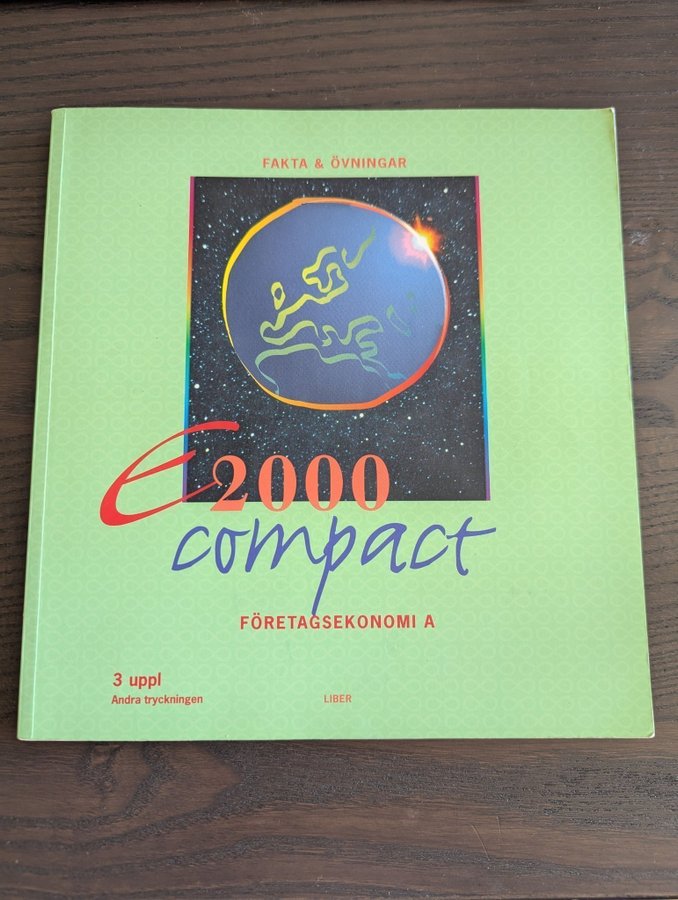 FAKTA & ÖVNINGAR
E2000
compact
FÖRETAGSEKONOMI A
3 uppl
Andra tryckningen
LIBER